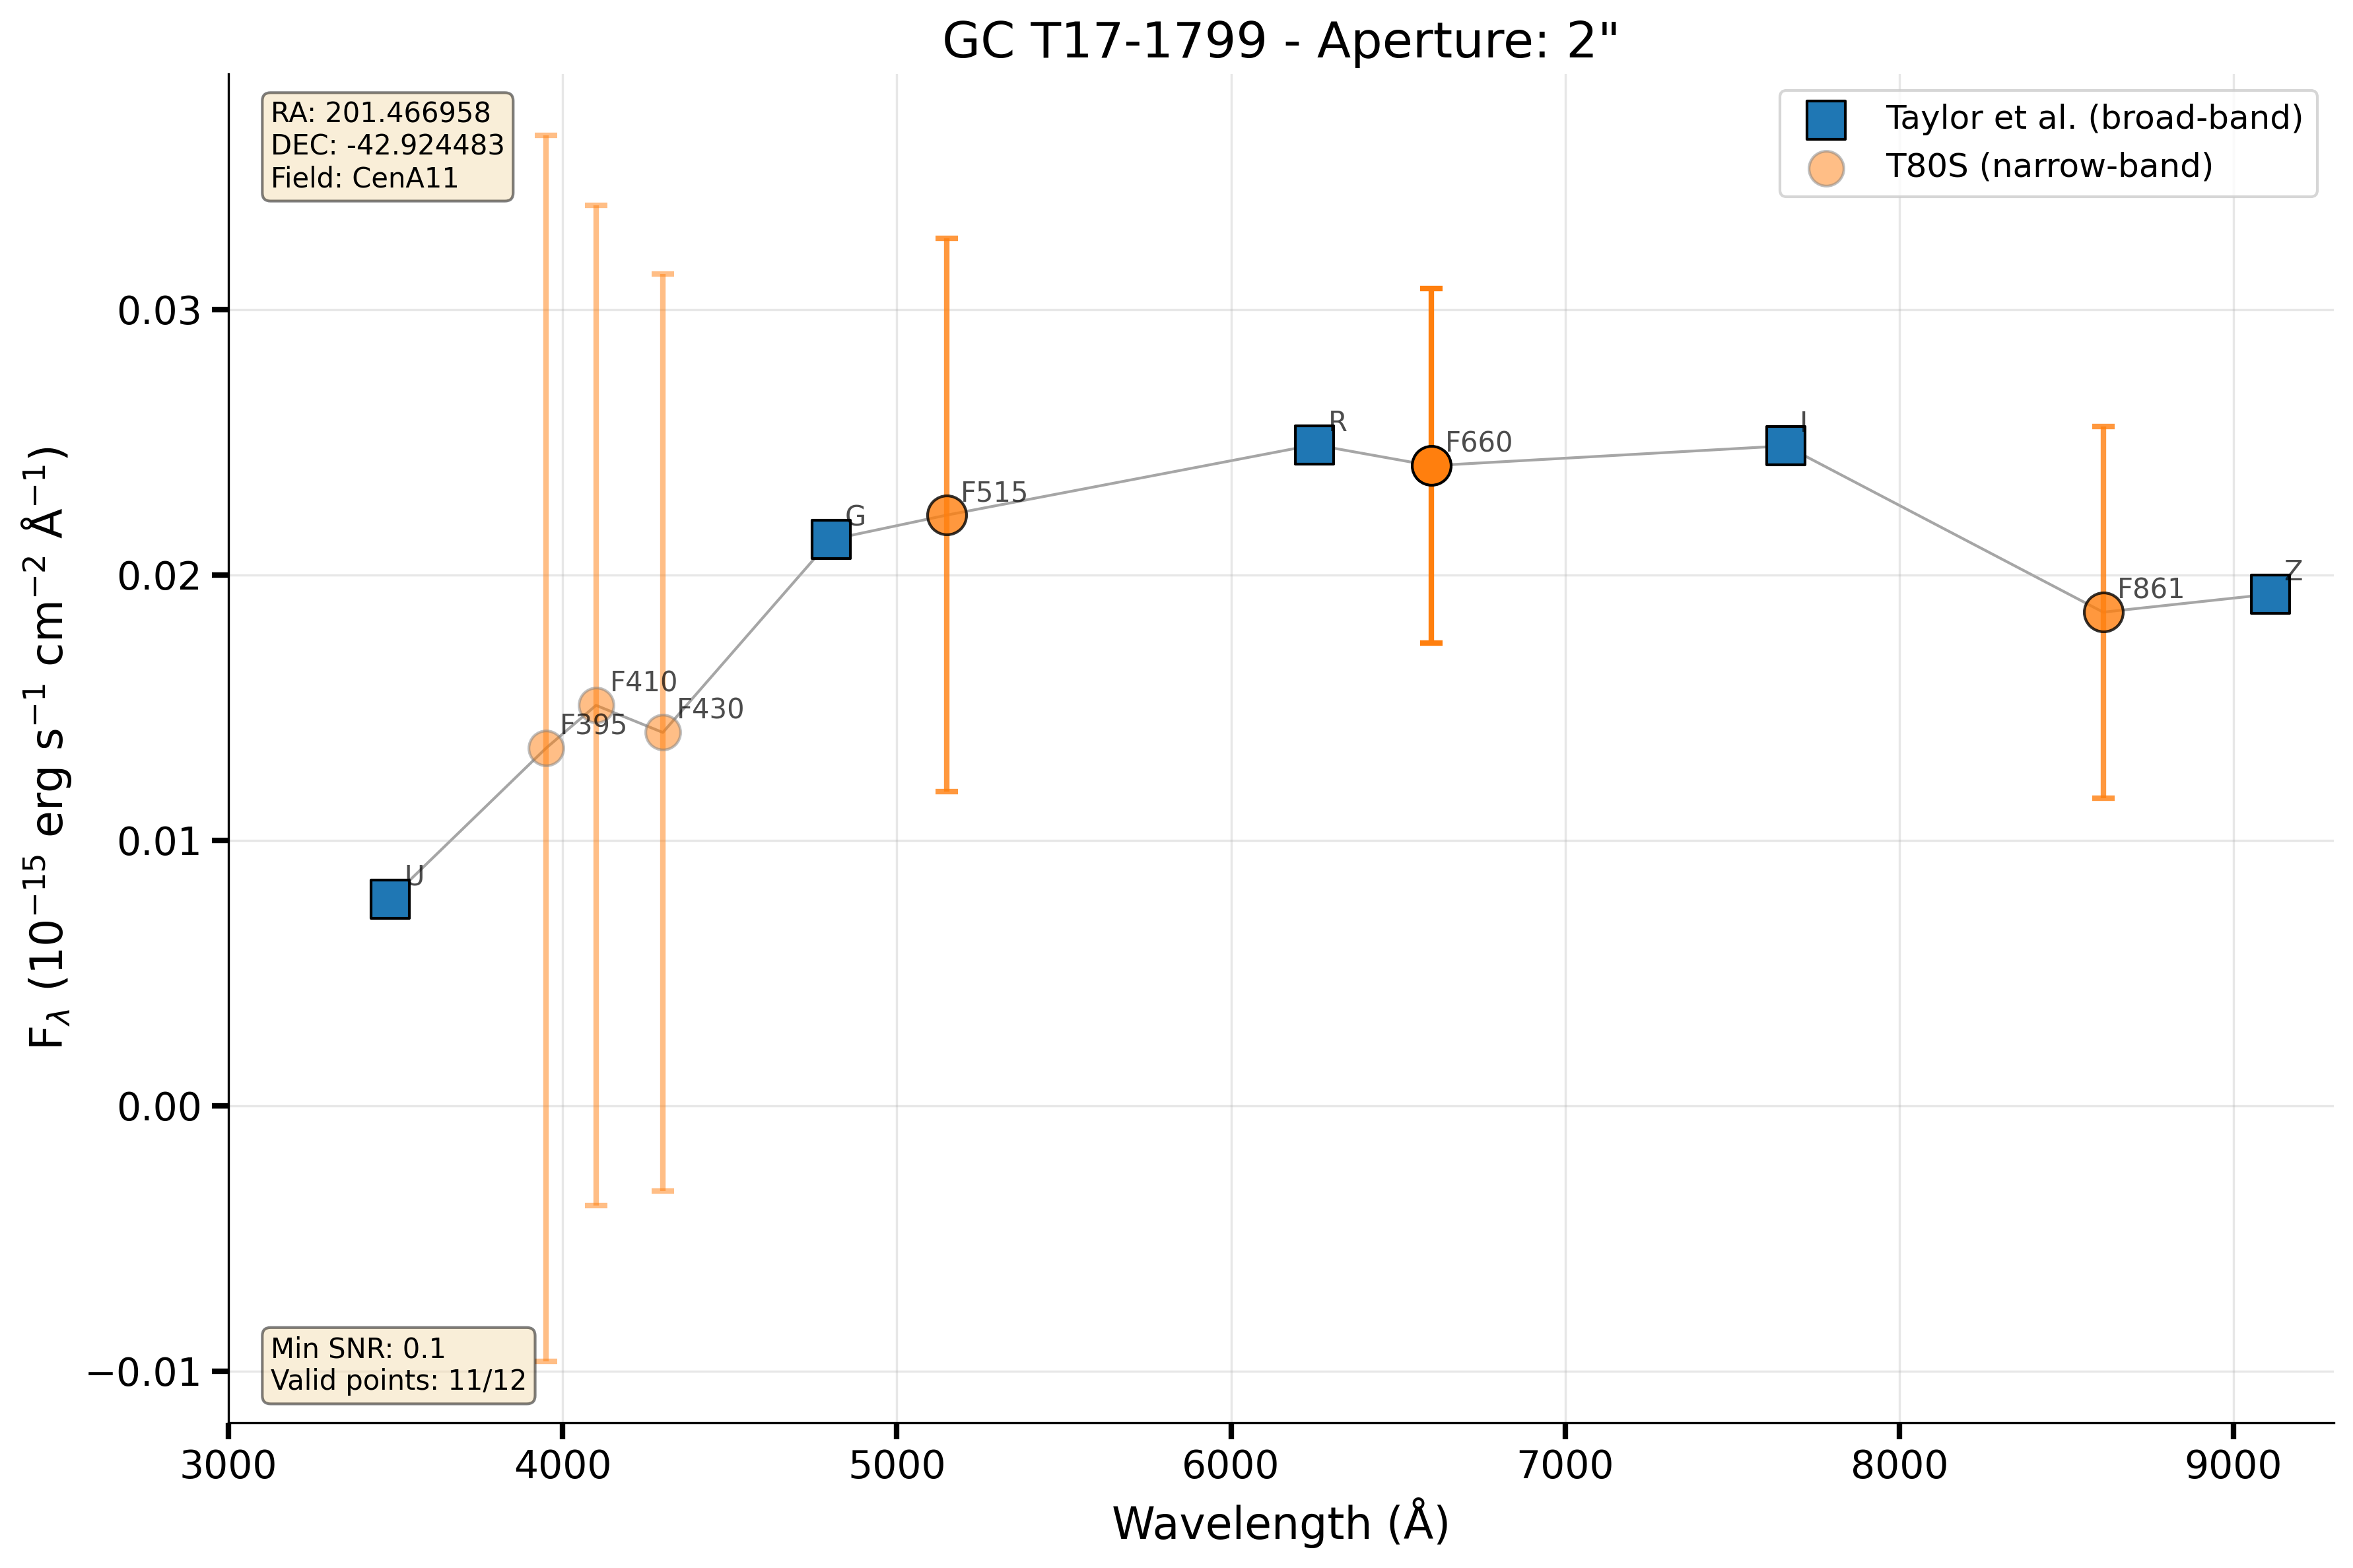 GC T17-1799 - Aperture: 2"
RA: 201.466958
DEC: -42.924483
Field: CenA11
Taylor et al. (broad-band)
T80S (narrow-band)
F_λ (10⁻¹⁵ erg s⁻¹ cm⁻² Å⁻¹)
0.03
0.02
0.01
0.00
−0.01
U
F395
F410
F430
G
F515
R
F660
I
F861
Z
Min SNR: 0.1
Valid points: 11/12
3000 4000 5000 6000 7000 8000 9000
Wavelength (Å)